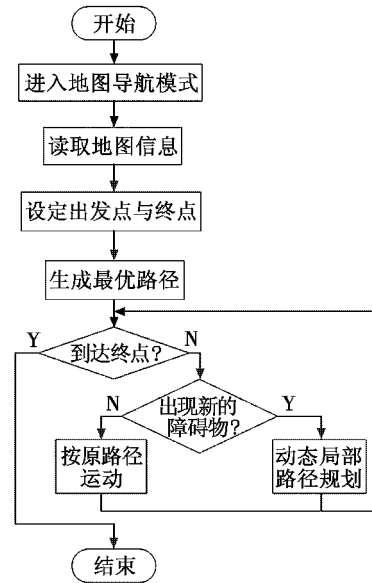 开始
进入地图导航模式
读取地图信息
设定出发点与终点
生成最优路径
Y
到达终点?
N
N
出现新的
障碍物?
Y
按原路径
运动
动态局部
路径规划
结束